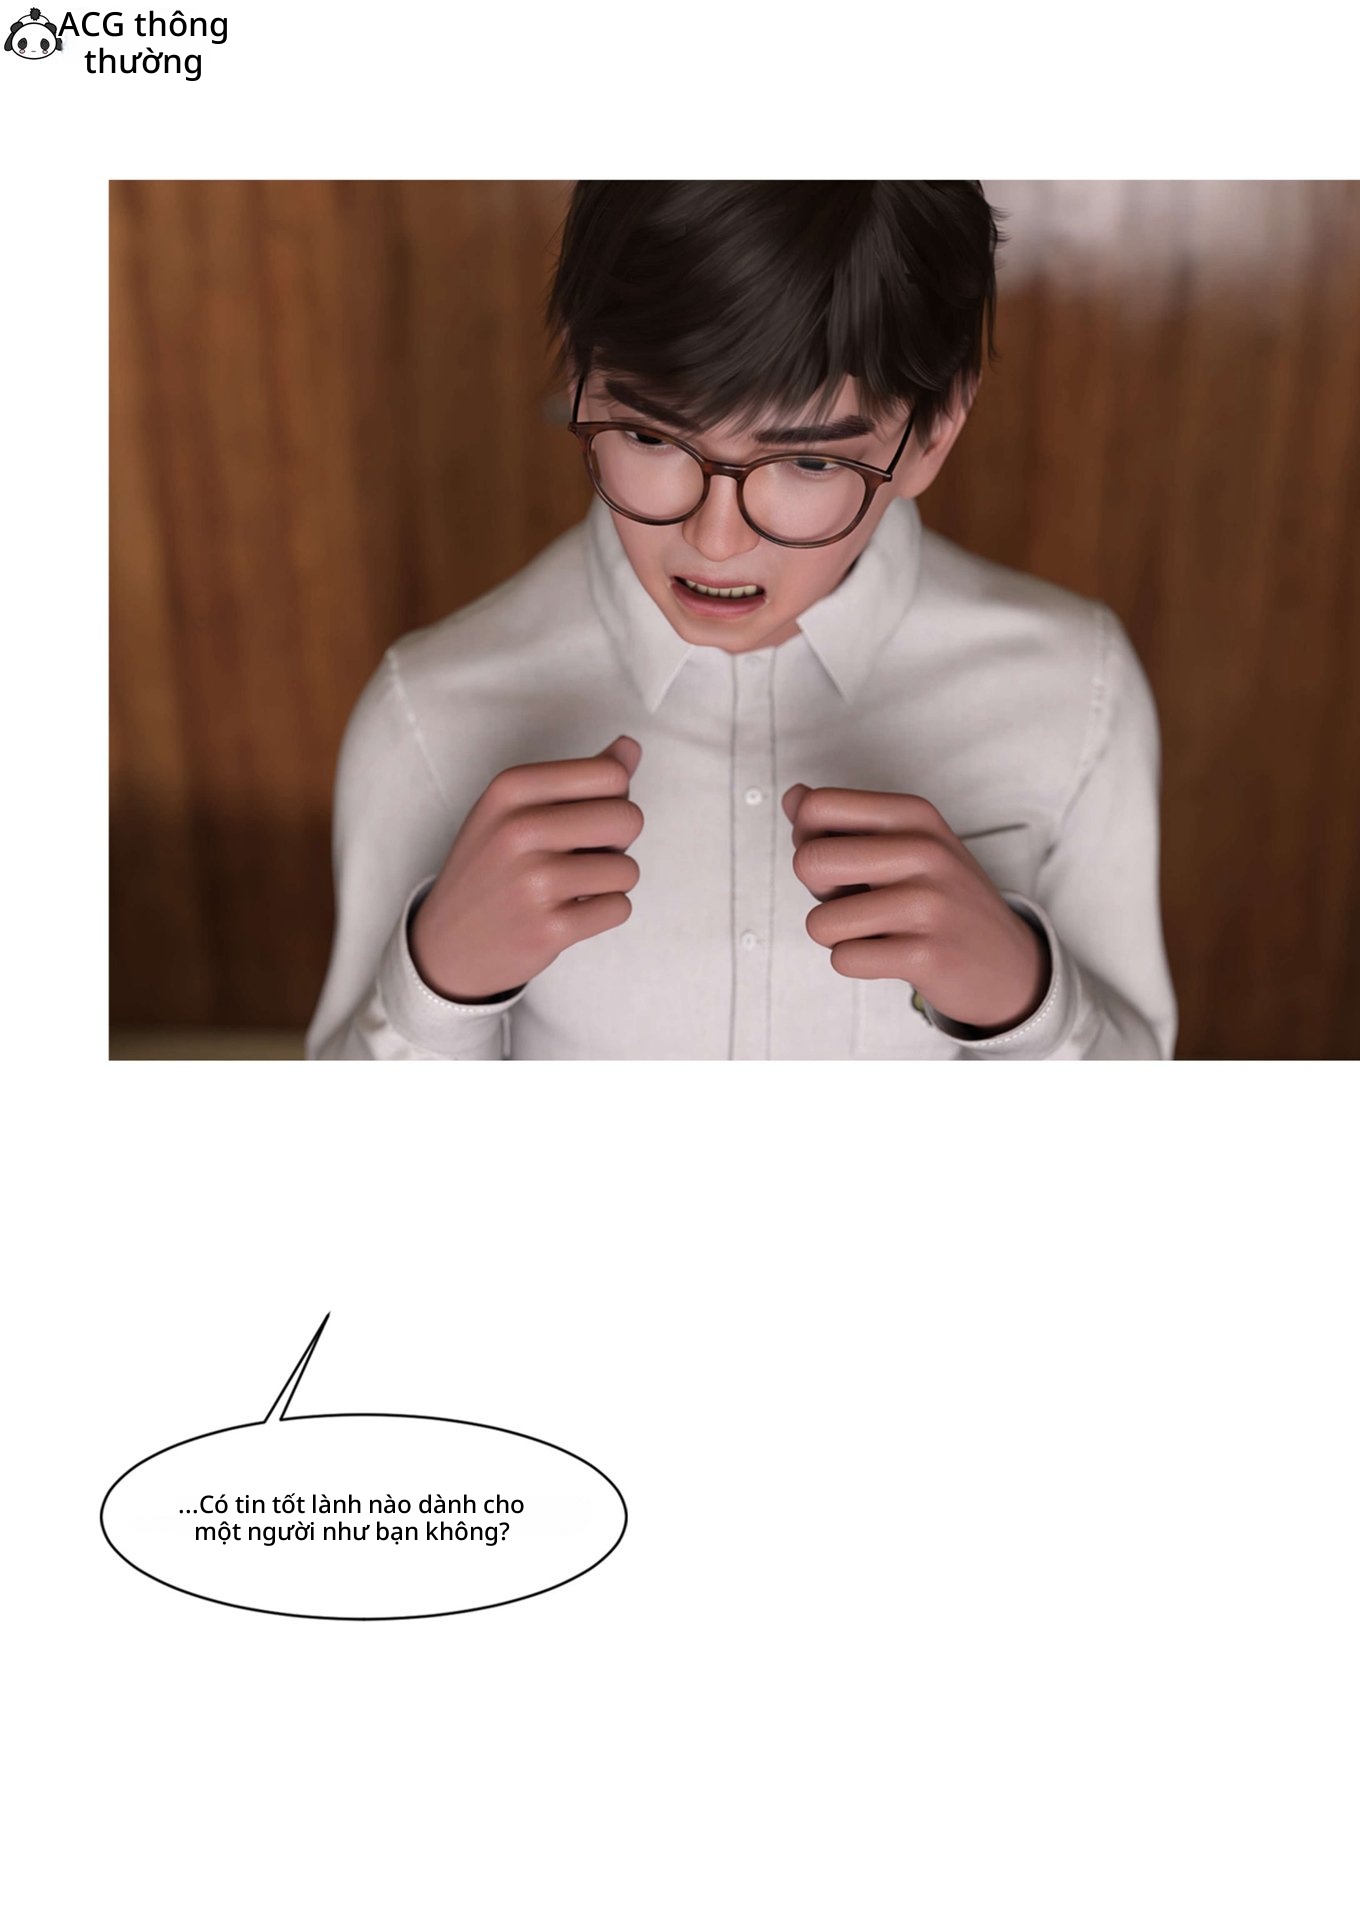 ACG thông
thường
...Có tin tốt lành nào dành cho
một người như bạn không?